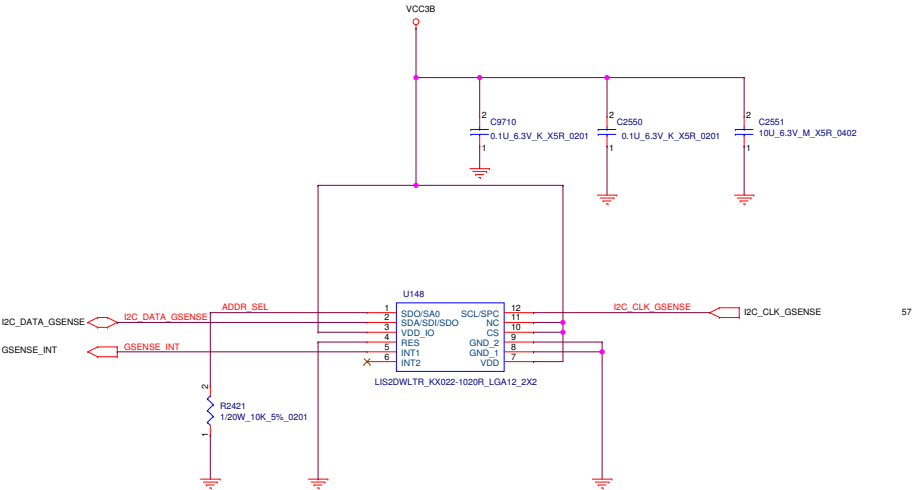 VCC3B
2
C9710
0.1U_6.3V_K_X5R_0201
1
2
C2550
0.1U_6.3V_K_X5R_0201
1
2
C2551
10U_6.3V_M_X5R_0402
1
U148
ADDR_SEL
1
SDO/SA0
SCL/SPC
12
I2C_CLK_GSENSE
I2C_CLK_GSENSE
57
I2C_DATA_GSENSE
I2C_DATA_GSENSE
2
SDA/SDI/SDO
NC
11
3
VDD_IO
CS
10
4
RES
GND_2
9
GSENSE_INT
GSENSE_INT
5
INT1
GND_1
8
6
INT2
VDD
7
LIS2DWLTR_KX022-1020R_LGA12_2X2
2
R2421
1/20W_10K_5%_0201
1